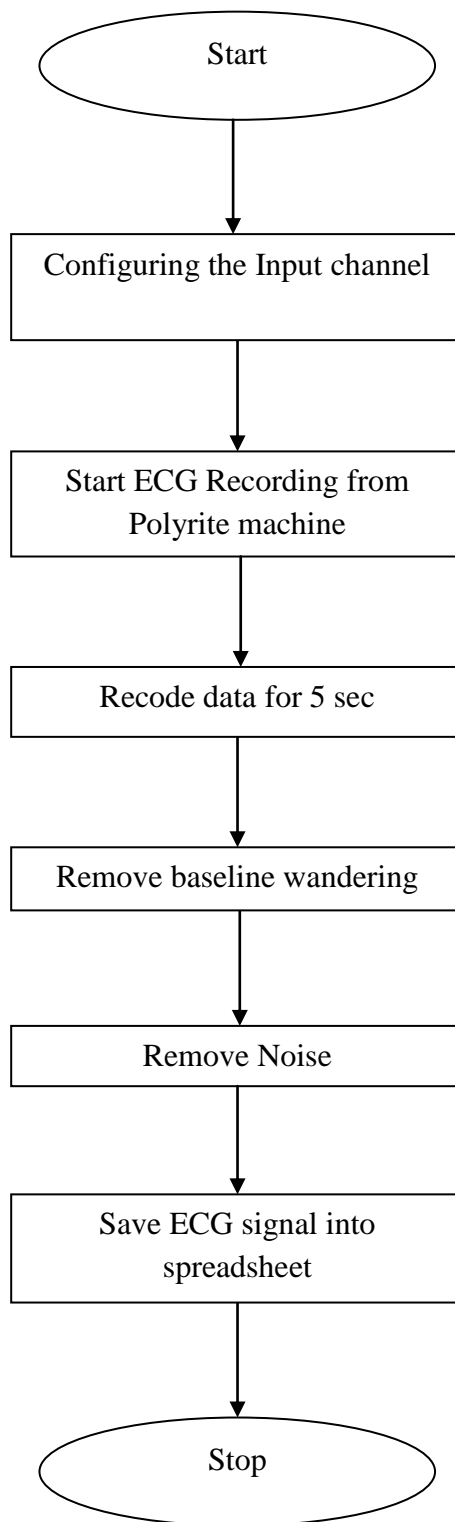 Start
Configuring the Input channel
Start ECG Recording from
Polyrite machine
Recode data for 5 sec
Remove baseline wandering
Remove Noise
Save ECG signal into
spreadsheet
Stop